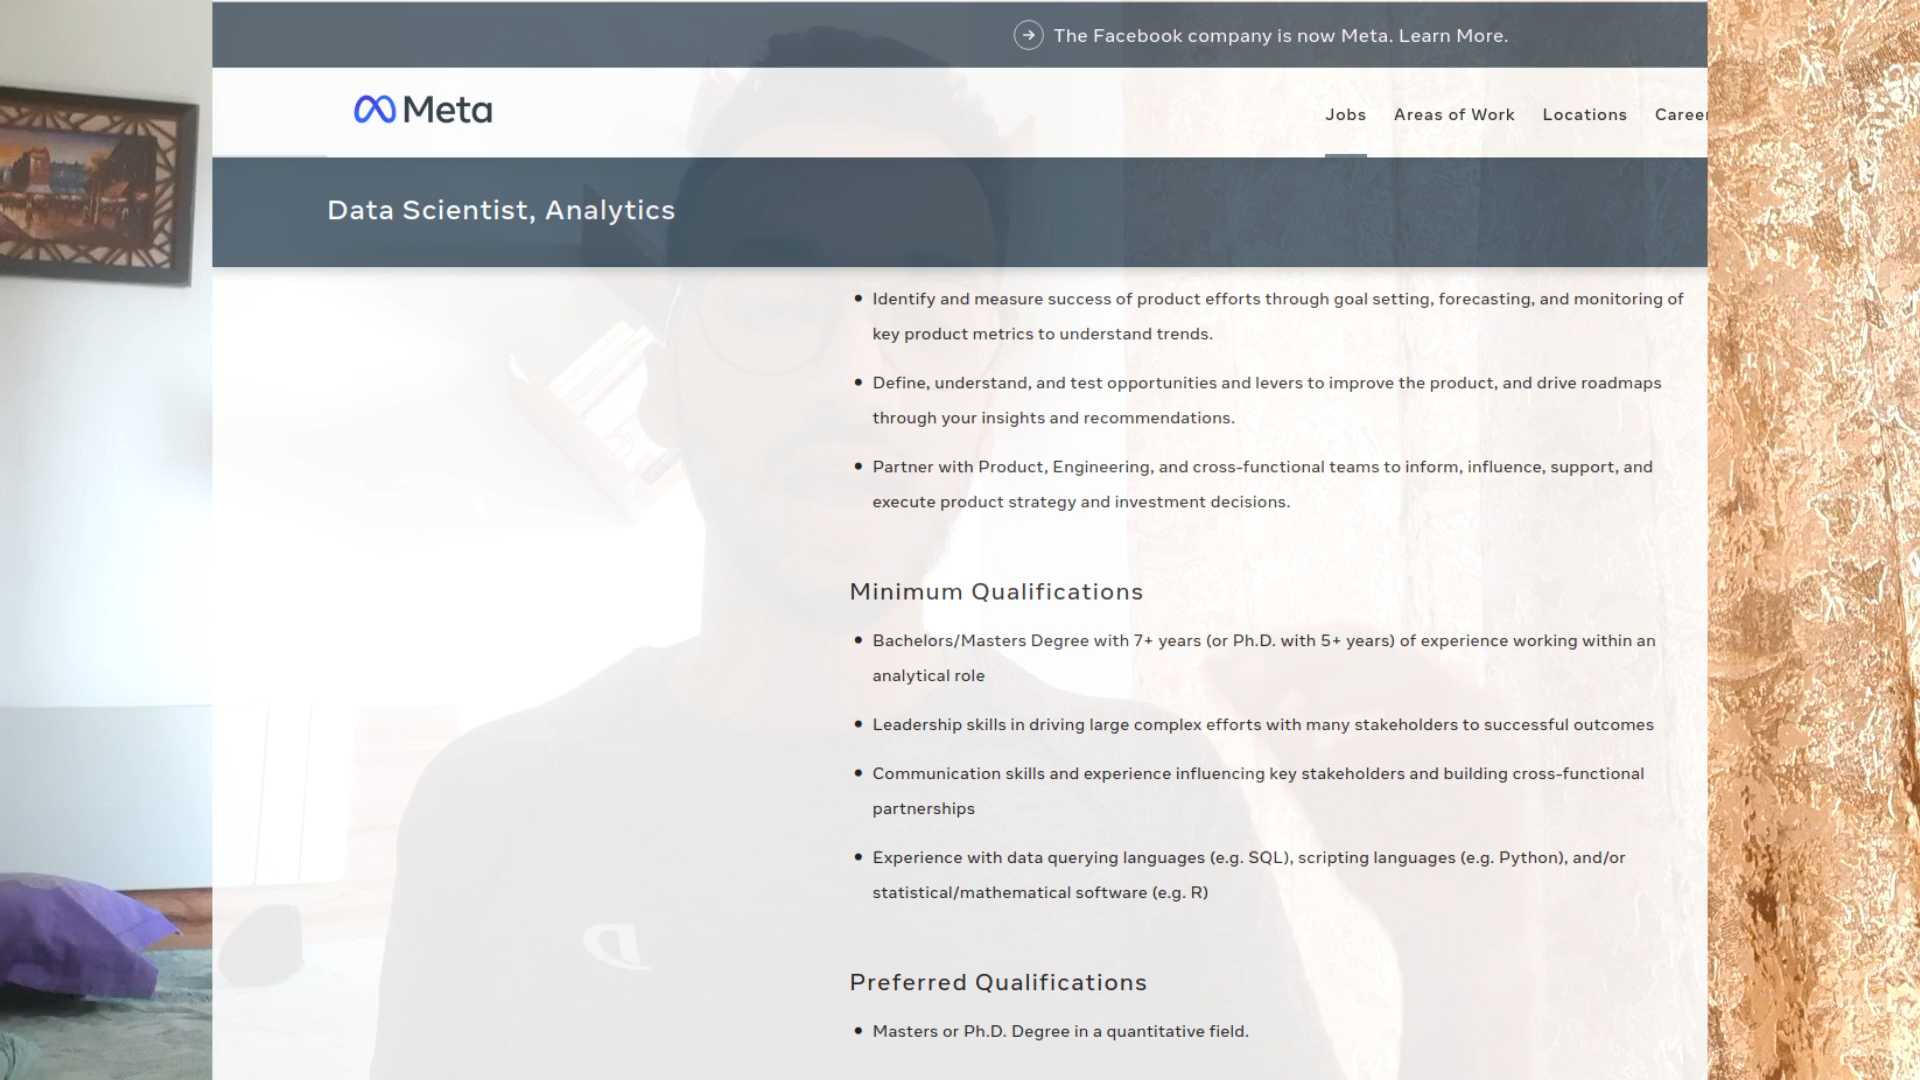 The Facebook company is now Meta. Learn More.
Meta
Jobs Areas of Work Locations Career
Data Scientist, Analytics
• Identify and measure success of product efforts through goal setting, forecasting, and monitoring of
key product metrics to understand trends.
• Define, understand, and test opportunities and levers to improve the product, and drive roadmaps
through your insights and recommendations.
• Partner with Product, Engineering, and cross-functional teams to inform, influence, support, and
execute product strategy and investment decisions.
Minimum Qualifications
• Bachelors/Masters Degree with 7+ years (or Ph.D. with 5+ years) of experience working within an
analytical role
• Leadership skills in driving large complex efforts with many stakeholders to successful outcomes
• Communication skills and experience influencing key stakeholders and building cross-functional
partnerships
• Experience with data querying languages (e.g. SQL), scripting languages (e.g. Python), and/or
statistical/mathematical software (e.g. R)
Preferred Qualifications
• Masters or Ph.D. Degree in a quantitative field.